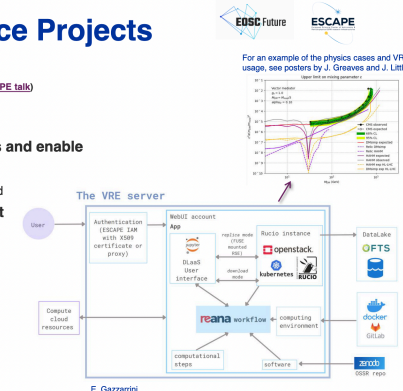 ce Projects
EOSC Future
ESCAPE
PE talk)
For an example of the physics cases and VR
usage, see posters by J. Greaves and J. Littl
Upper limit on mixing parameter ε
s and enable
d
t
The VRE server
User
Authentication
(ESCAPE IAM
with X509
certificate or
proxy)
WebUI account
App
jupyter
DLaaS
User
interface
replica mode
(FUSE
mounted
RSE)
download
mode
Rucio instance
openstack.
kubernetes
RUCIO
DataLake
FTS
Compute
cloud
resources
reana workflow
computing
environment
docker
GitLab
computational
steps
software
zenodo
OSSR repo
E. Gazzarrini